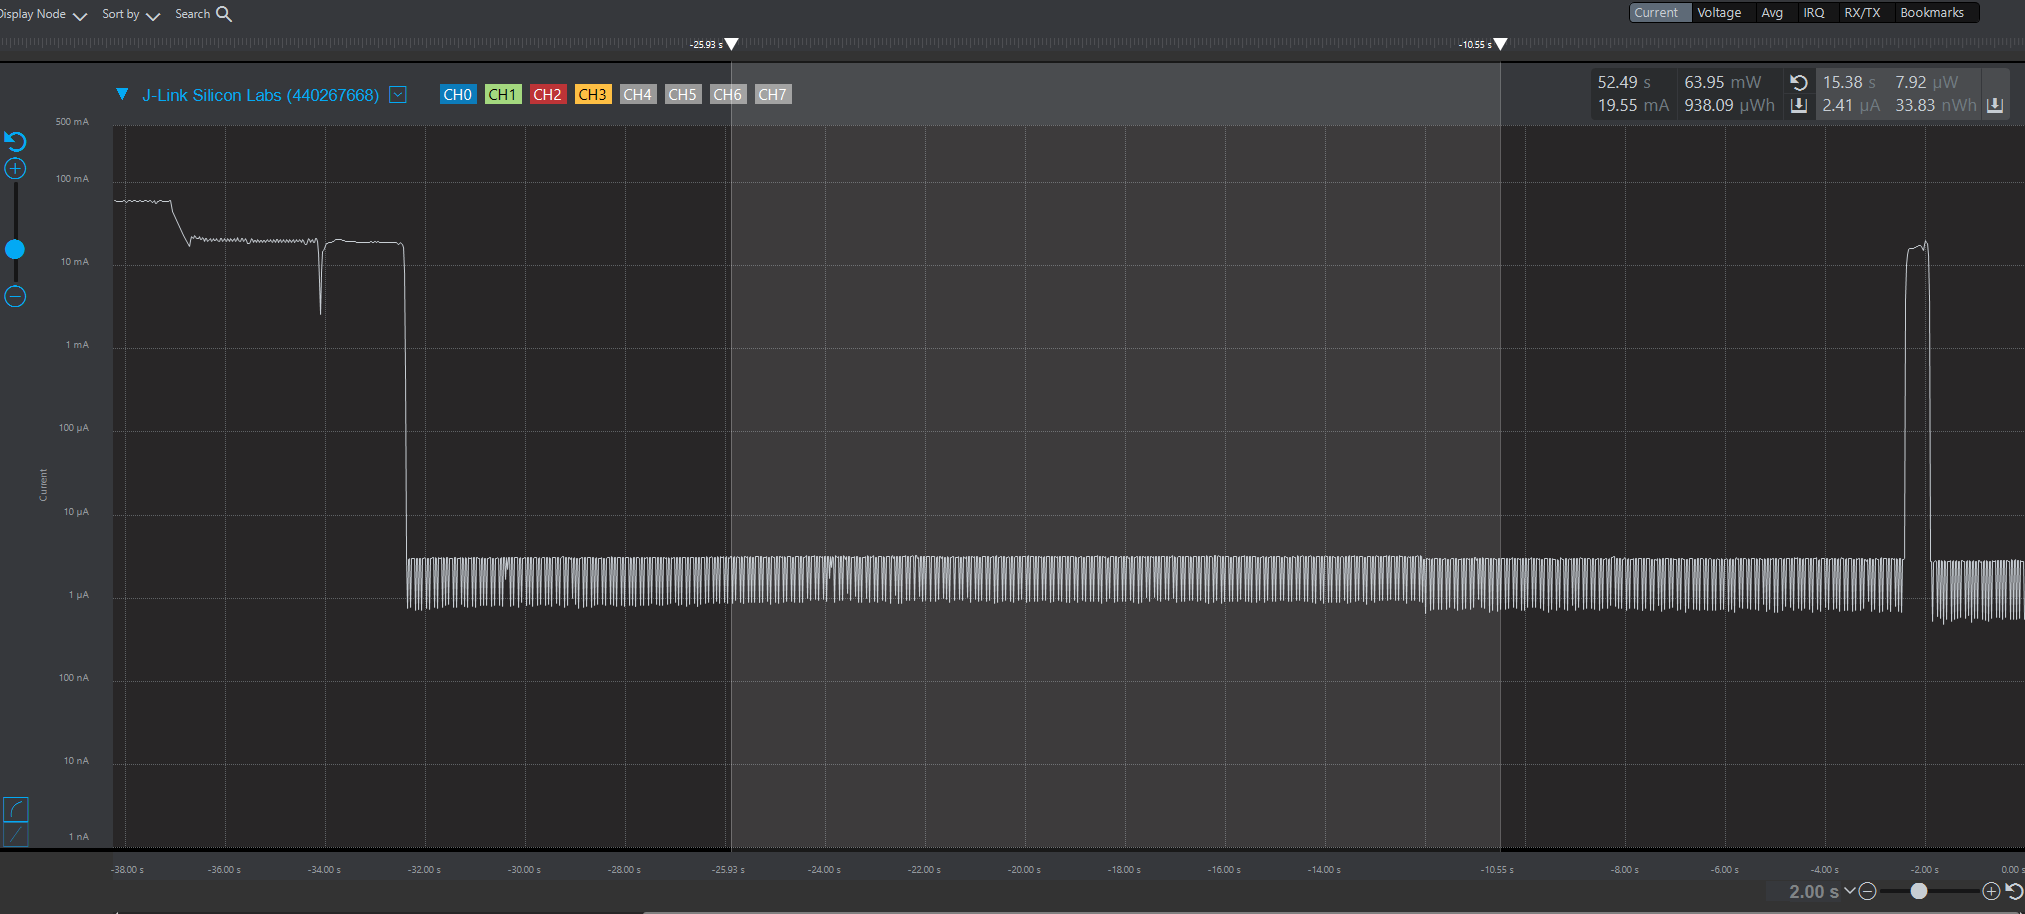 Display Node Sort by Search
Current Voltage Avg IRQ RX/TX Bookmarks
-25.93 s -10.55 s
J-Link Silicon Labs (440267668) CH0 CH1 CH2 CH3 CH4 CH5 CH6 CH7
52.49 s 63.95 mW 15.38 s 7.92 µW
19.55 mA 938.09 µWh 2.41 µA 33.83 nWh
500 mA
100 mA
10 mA
1 mA
100 µA
10 µA
1 µA
100 nA
10 nA
1 nA
Current
-38.00 s -36.00 s -34.00 s -32.00 s -30.00 s -28.00 s -25.93 s -24.00 s -22.00 s -20.00 s -18.00 s -16.00 s -14.00 s -10.55 s -8.00 s -6.00 s -4.00 s -2.00 s 0.00 s
2.00 s